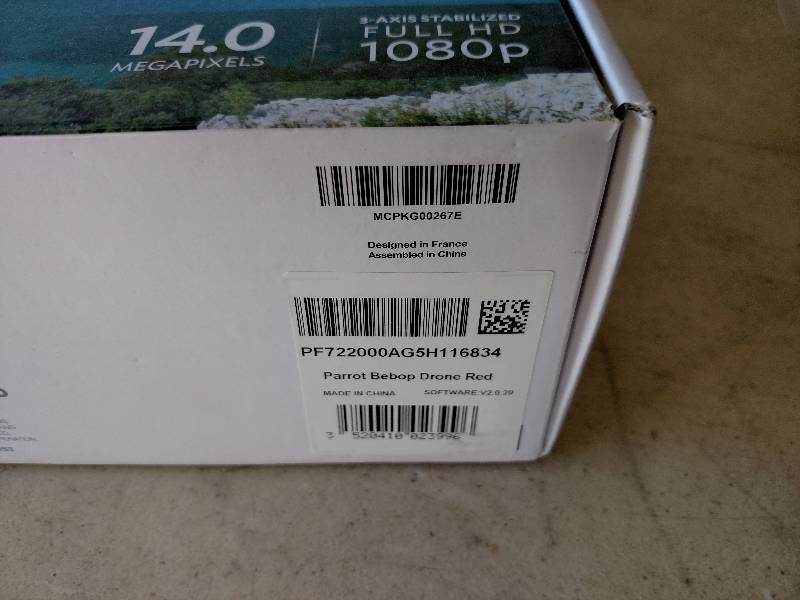 14.0
MEGAPIXELS
3-AXIS STABILIZED
FULL HD
1080p
MCPKG00267E
Designed in France
Assembled in China
PF722000AG5H116834
Parrot Bebop Drone Red
MADE IN CHINA SOFTWARE:V2.0.29
3 520410 023996